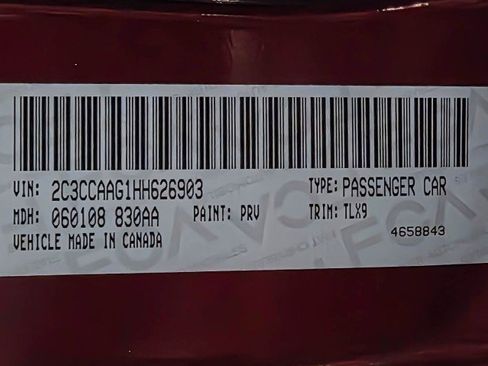 VIN: 2C3CCAAG1HH626903 TYPE: PASSENGER CAR
MDH: 060108 830AA PAINT: PRV TRIM: TLX9
VEHICLE MADE IN CANADA 4658843